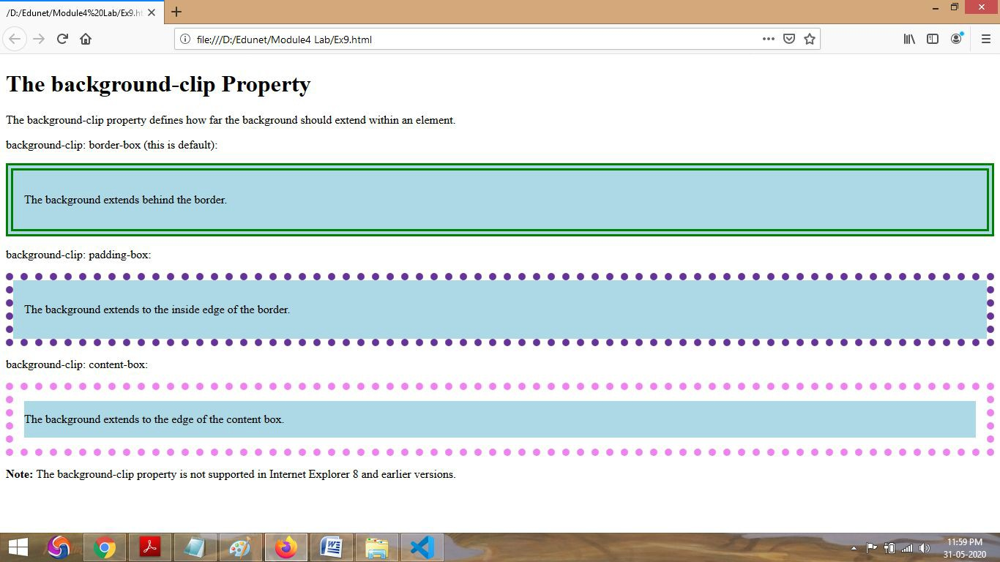 /D:/Edunet/Module4%20Lab/Ex9.ht
file:///D:/Edunet/Module4 Lab/Ex9.html
The background-clip Property
The background-clip property defines how far the background should extend within an element.
background-clip: border-box (this is default):
The background extends behind the border.
background-clip: padding-box:
The background extends to the inside edge of the border.
background-clip: content-box:
The background extends to the edge of the content box.
Note: The background-clip property is not supported in Internet Explorer 8 and earlier versions.
11:59 PM
31-05-2020